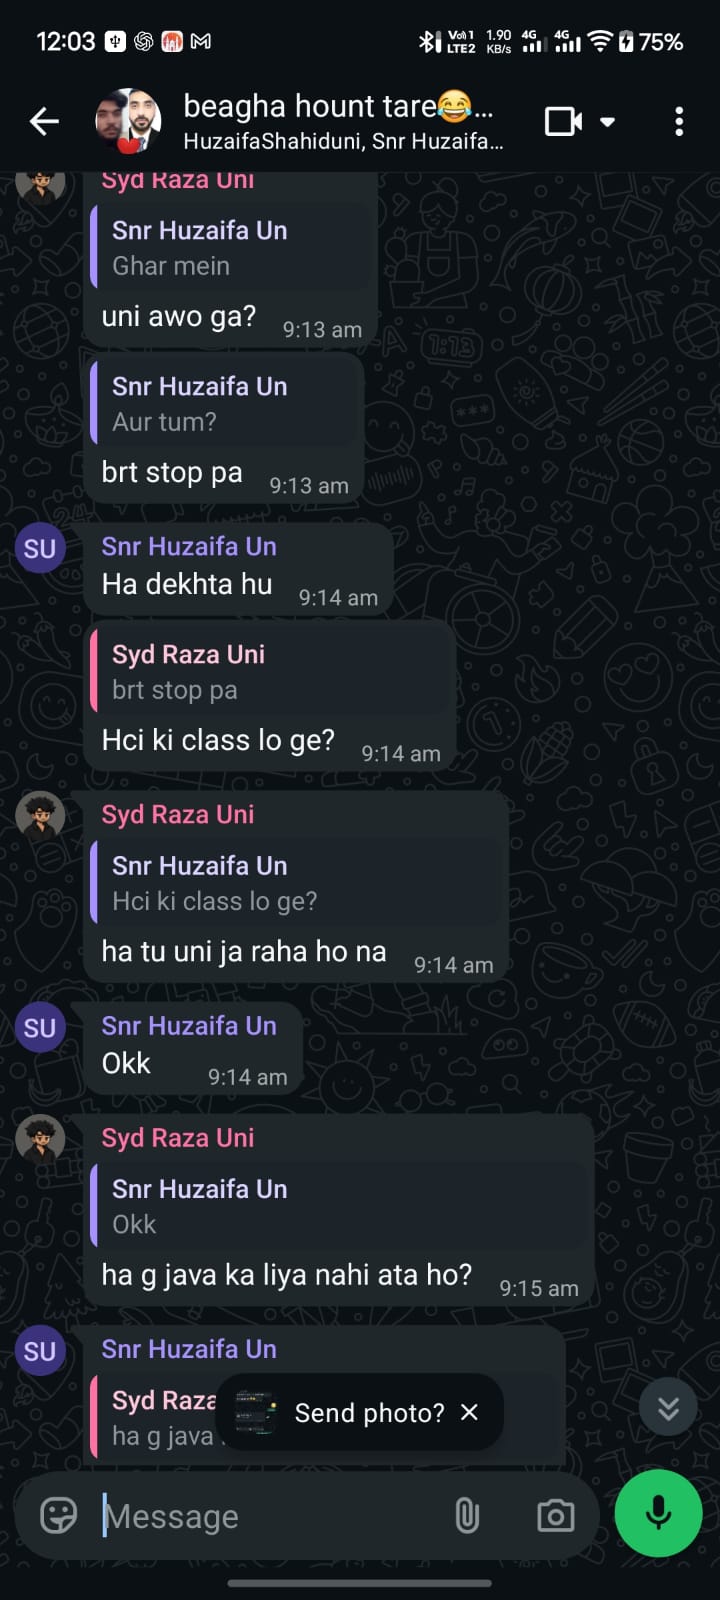 12:03
Vo1 LTE2 1.90 KB/s 4G 4G 75%
beagha hount tare😂...
HuzaifaShahiduni, Snr Huzaifa...
Syd Raza Uni
Snr Huzaifa Un
Ghar mein
uni awo ga? 9:13 am
Snr Huzaifa Un
Aur tum?
brt stop pa 9:13 am
SU Snr Huzaifa Un
Ha dekhta hu 9:14 am
Syd Raza Uni
brt stop pa
Hci ki class lo ge? 9:14 am
Syd Raza Uni
Snr Huzaifa Un
Hci ki class lo ge?
ha tu uni ja raha ho na 9:14 am
SU Snr Huzaifa Un
Okk 9:14 am
Syd Raza Uni
Snr Huzaifa Un
Okk
ha g java ka liya nahi ata ho? 9:15 am
SU Snr Huzaifa Un
Syd Raza
ha g java
Send photo? ×
Message